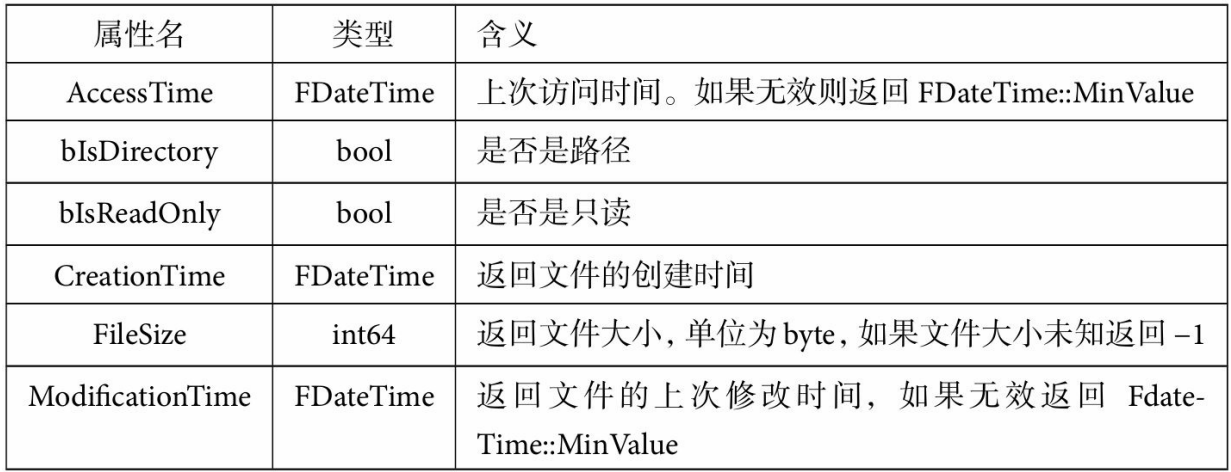 属性名 类型 含义
AccessTime FDateTime 上次访问时间。如果无效则返回 FDateTime::MinValue
bIsDirectory bool 是否是路径
bIsReadOnly bool 是否是只读
CreationTime FDateTime 返回文件的创建时间
FileSize int64 返回文件大小，单位为 byte，如果文件大小未知返回 –1
ModificationTime FDateTime 返回文件的上次修改时间，如果无效返回 Fdate-
Time::MinValue